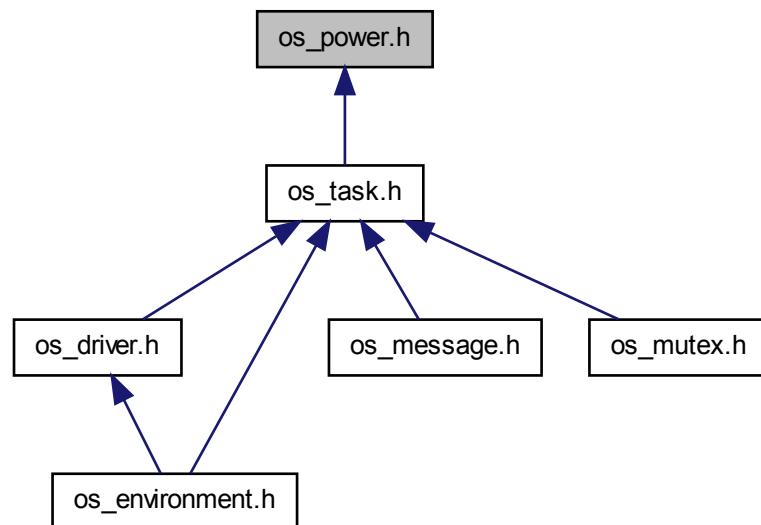 os_power.h
os_task.h
os_driver.h
os_message.h
os_mutex.h
os_environment.h